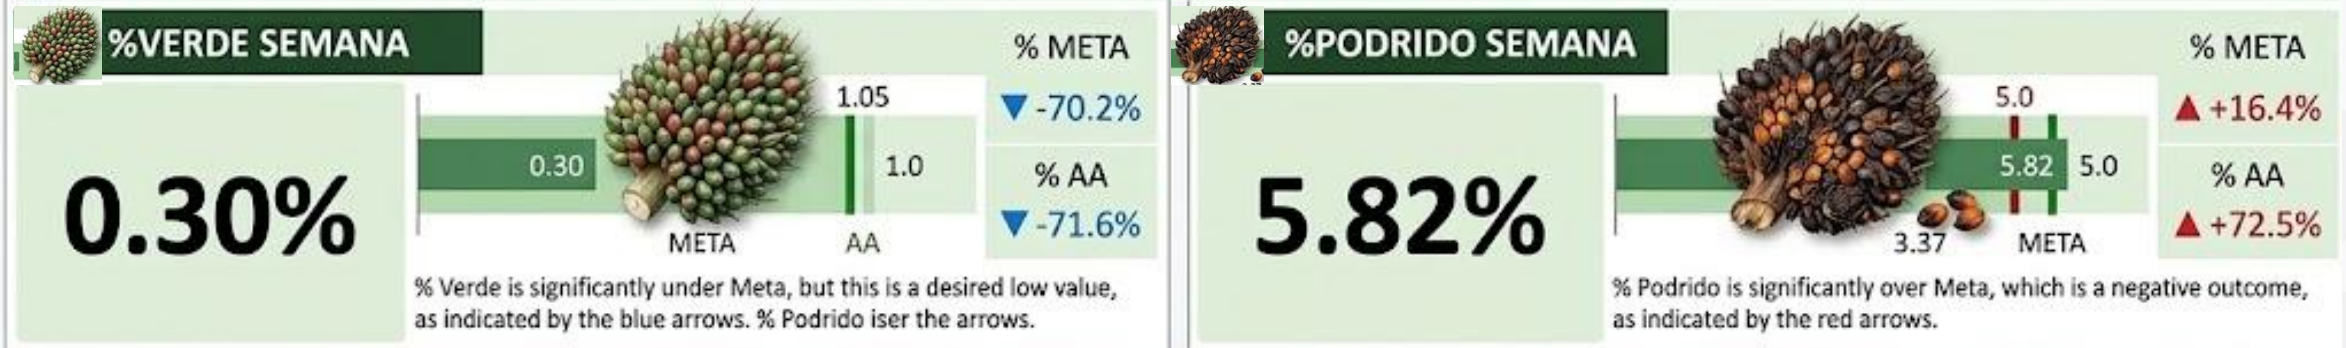 %VERDE SEMANA
0.30%
1.05
0.30
1.0
META
AA
% META
▼ -70.2%
% AA
▼ -71.6%
% Verde is significantly under Meta, but this is a desired low value,
as indicated by the blue arrows. % Podrido iser the arrows.
%PODRIDO SEMANA
5.82%
5.0
5.82
5.0
3.37
META
% META
▲ +16.4%
% AA
▲ +72.5%
% Podrido is significantly over Meta, which is a negative outcome,
as indicated by the red arrows.